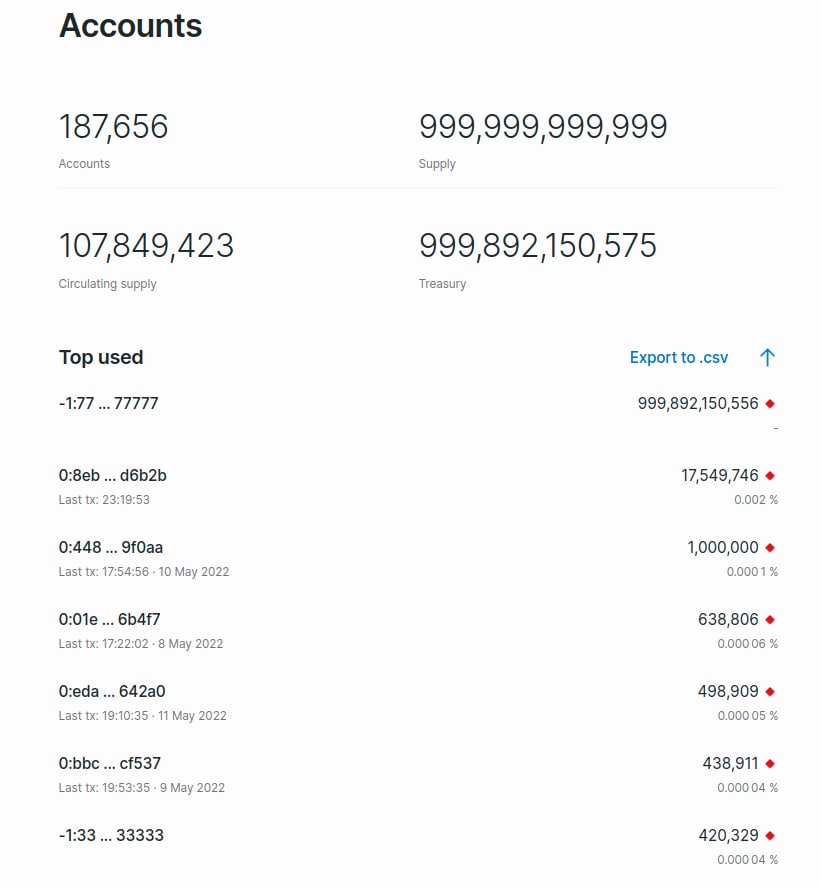 Accounts
187,656 999,999,999,999
Accounts Supply
107,849,423 999,892,150,575
Circulating supply Treasury
Top used Export to .csv
-1:77 ... 77777 999,892,150,556
-
0:8eb ... d6b2b 17,549,746
Last tx: 23:19:53 0.002 %
0:448 ... 9f0aa 1,000,000
Last tx: 17:54:56 · 10 May 2022 0.000 1 %
0:01e ... 6b4f7 638,806
Last tx: 17:22:02 · 8 May 2022 0.000 06 %
0:eda ... 642a0 498,909
Last tx: 19:10:35 · 11 May 2022 0.000 05 %
0:bbc ... cf537 438,911
Last tx: 19:53:35 · 9 May 2022 0.000 04 %
-1:33 ... 33333 420,329
0.000 04 %